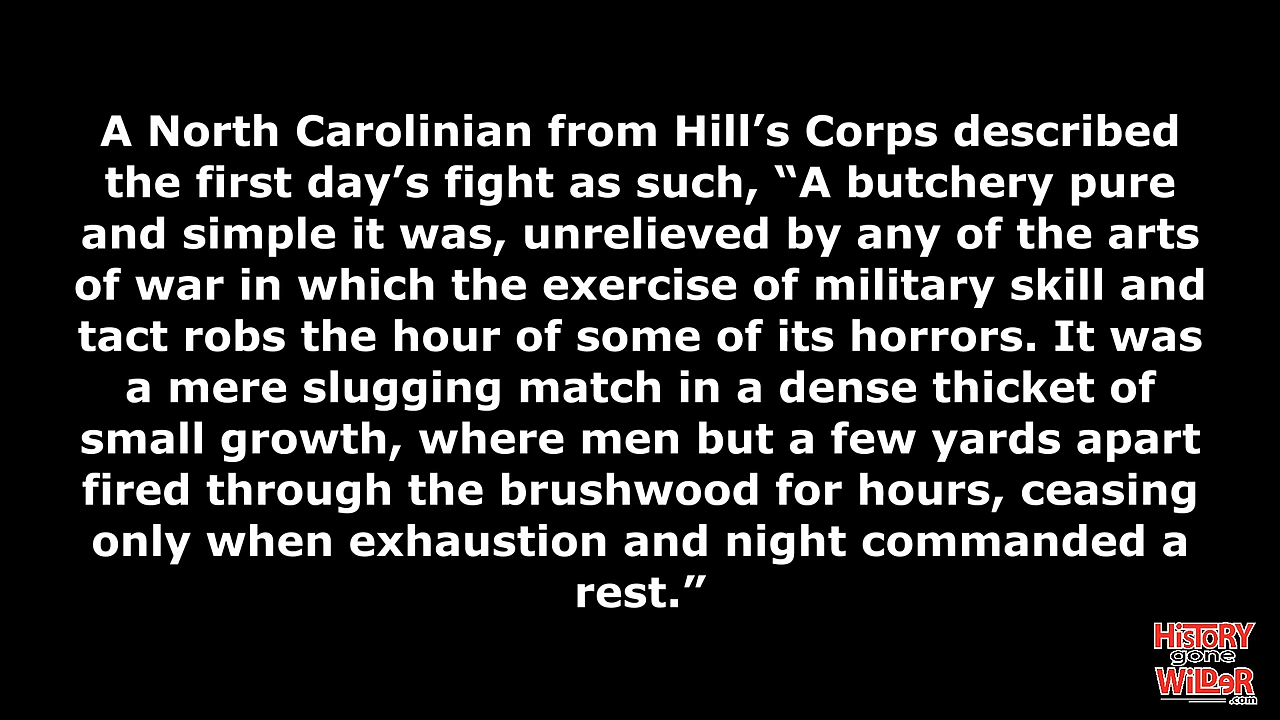 A North Carolinian from Hill’s Corps described
the first day’s fight as such, “A butchery pure
and simple it was, unrelieved by any of the arts
of war in which the exercise of military skill and
tact robs the hour of some of its horrors. It was
a mere slugging match in a dense thicket of
small growth, where men but a few yards apart
fired through the brushwood for hours, ceasing
only when exhaustion and night commanded a
rest.”
HiSTORY
gone
WiLDeR
.com